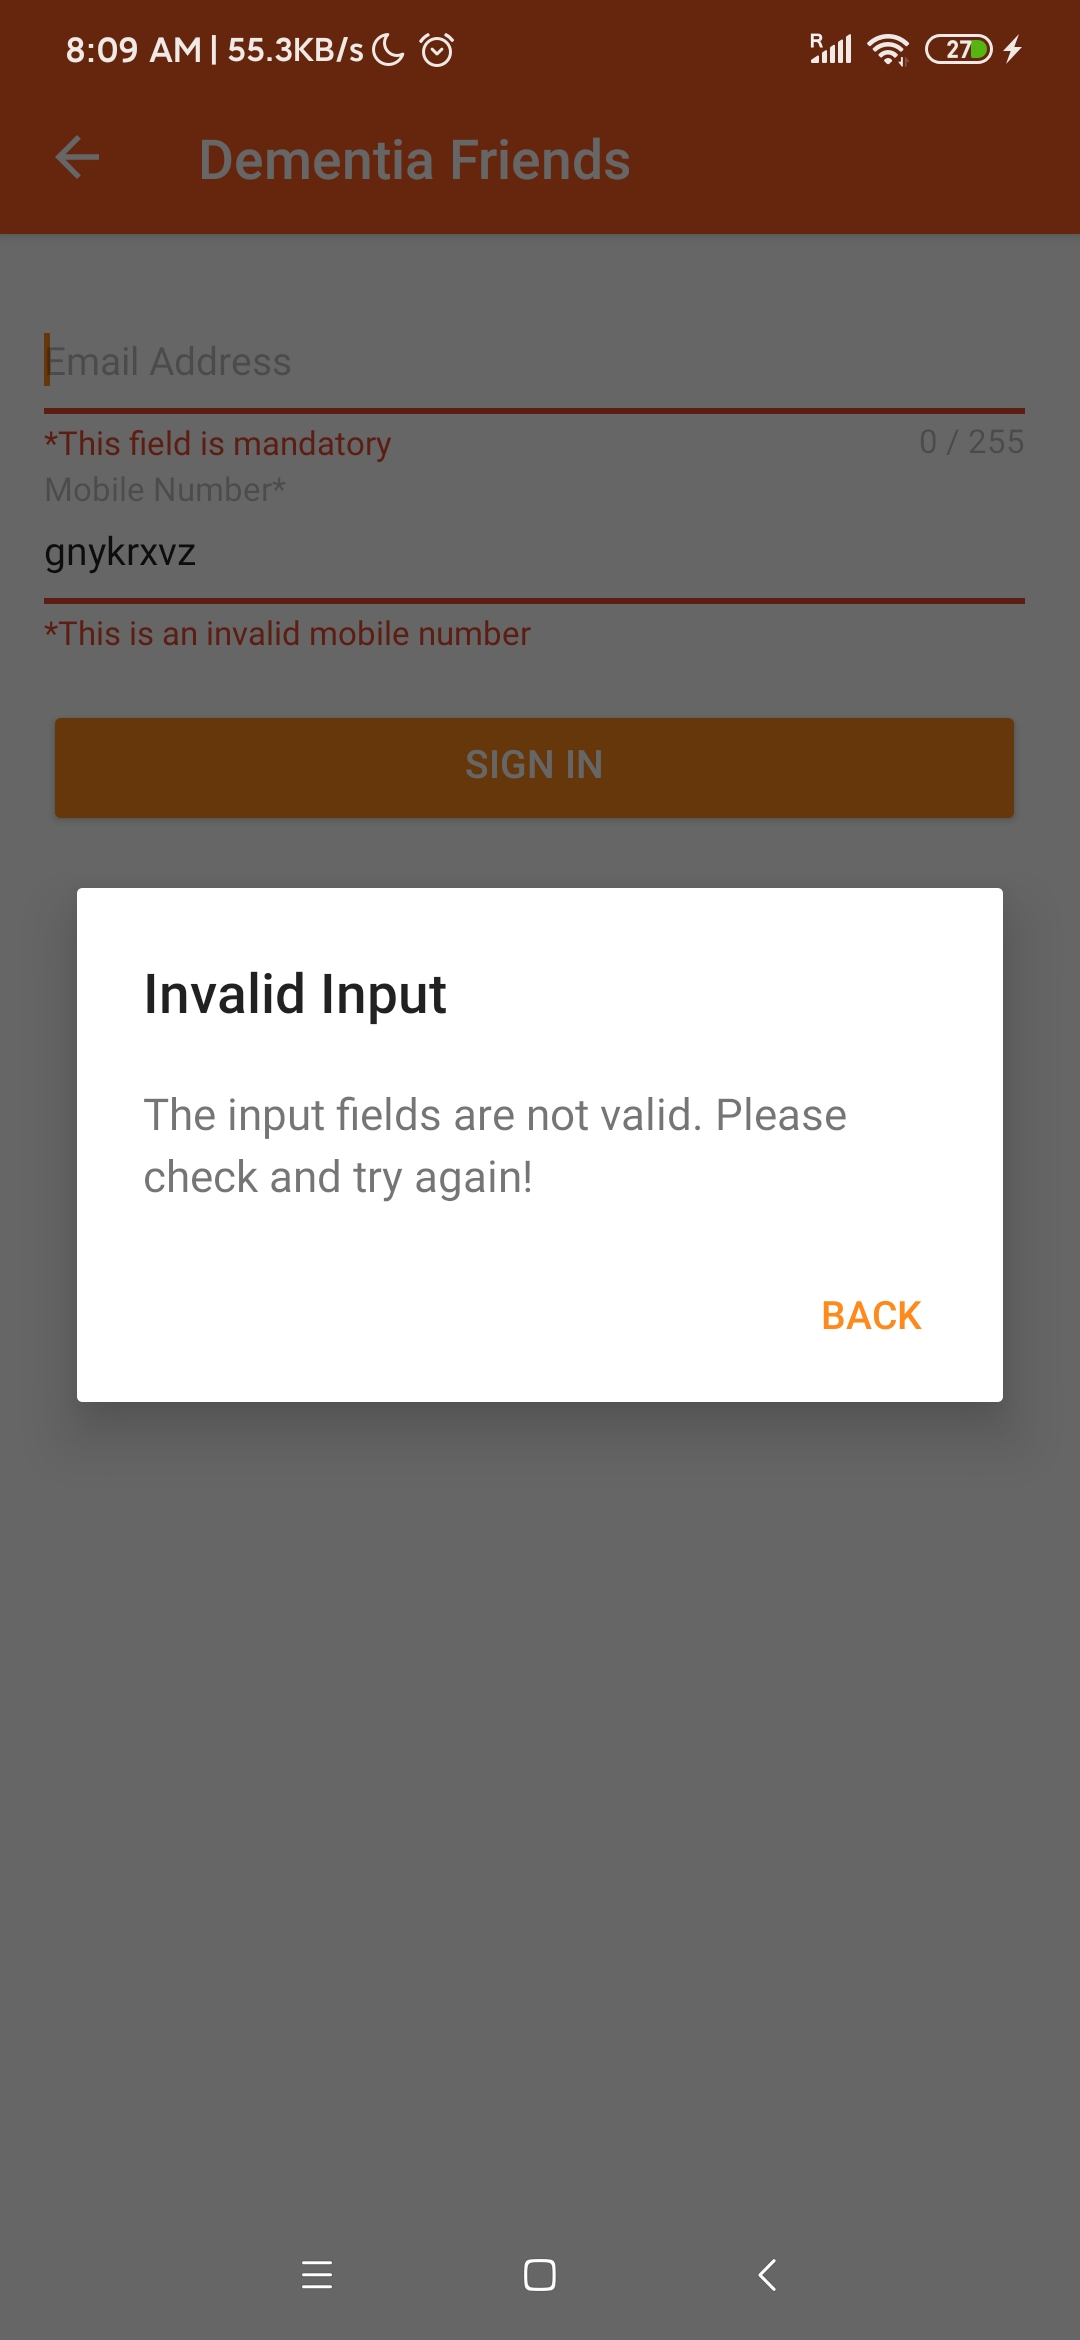 8:09 AM | 55.3KB/s
R
27
Dementia Friends
Email Address
*This field is mandatory 0 / 255
Mobile Number*
gnykrxvz
*This is an invalid mobile number
SIGN IN
Invalid Input
The input fields are not valid. Please
check and try again!
BACK